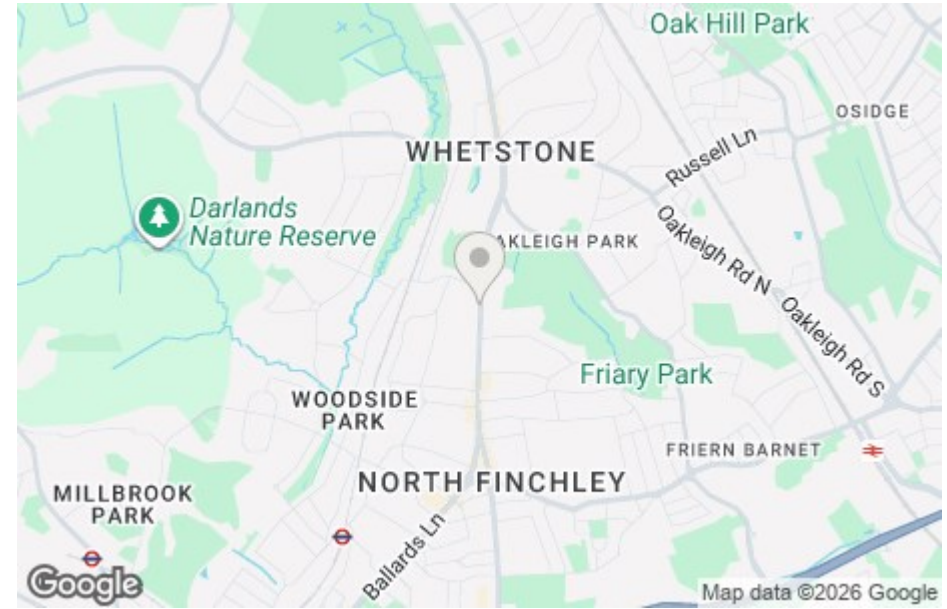 Oak Hill Park
OSIDGE
WHETSTONE
Russell Ln
Darlands
Nature Reserve
AKLEIGH PARK
Oakleigh Rd N
Oakleigh Rd S
Friary Park
WOODSIDE
PARK
FRIERN BARNET
NORTH FINCHLEY
MILLBROOK
PARK
Ballards Ln
Google
Map data ©2026 Google